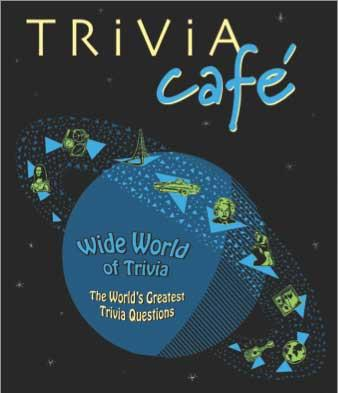 TRiViA
café
Wide World
of Trivia
The World's Greatest
Trivia Questions